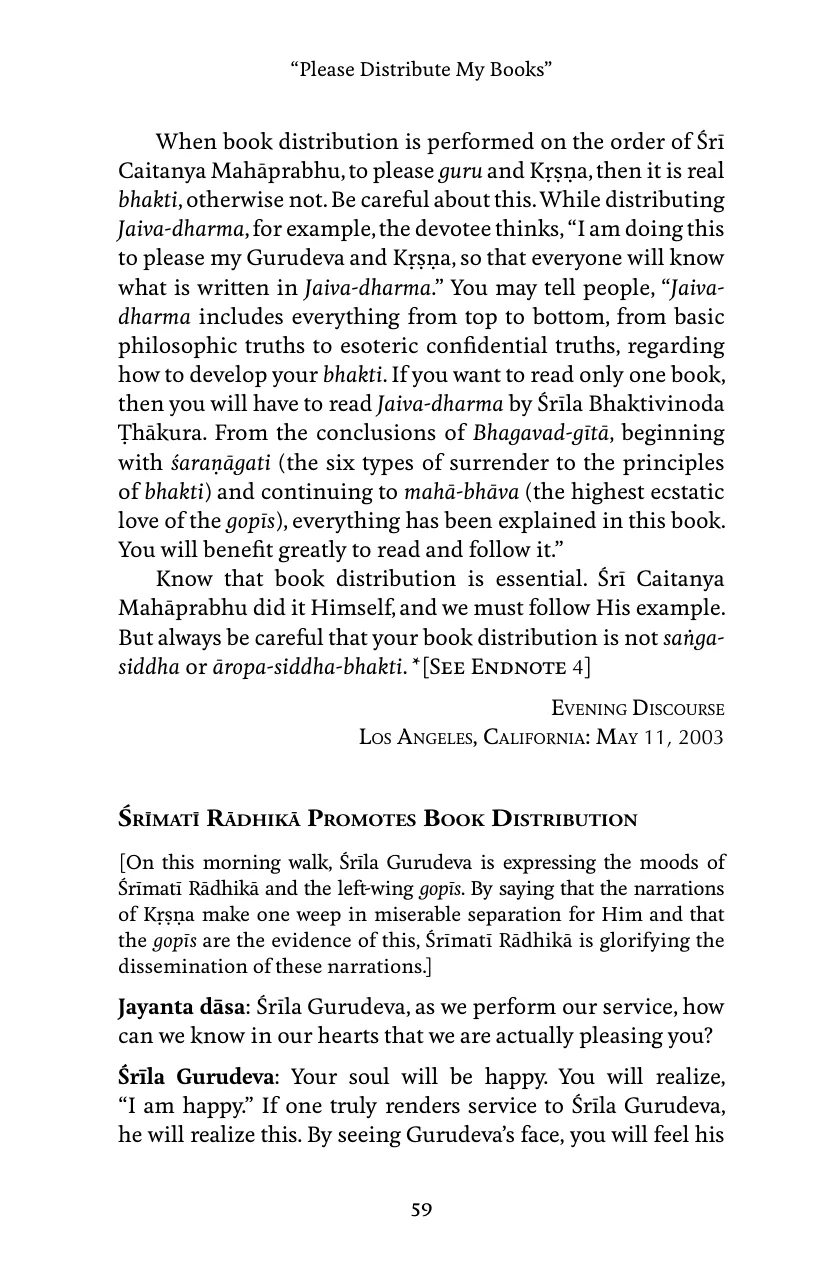 “Please Distribute My Books”
When book distribution is performed on the order of Śrī
Caitanya Mahāprabhu, to please guru and Kṛṣṇa, then it is real
bhakti, otherwise not. Be careful about this. While distributing
Jaiva-dharma, for example, the devotee thinks, “I am doing this
to please my Gurudeva and Kṛṣṇa, so that everyone will know
what is written in Jaiva-dharma.” You may tell people, “Jaiva-
dharma includes everything from top to bottom, from basic
philosophic truths to esoteric confidential truths, regarding
how to develop your bhakti. If you want to read only one book,
then you will have to read Jaiva-dharma by Śrīla Bhaktivinoda
Ṭhākura. From the conclusions of Bhagavad-gītā, beginning
with śaraṇāgati (the six types of surrender to the principles
of bhakti) and continuing to mahā-bhāva (the highest ecstatic
love of the gopīs), everything has been explained in this book.
You will benefit greatly to read and follow it.”
Know that book distribution is essential. Śrī Caitanya
Mahāprabhu did it Himself, and we must follow His example.
But always be careful that your book distribution is not saṅga-
siddha or āropa-siddha-bhakti. *[See Endnote 4]
Evening Discourse
Los Angeles, California: May 11, 2003
Śrīmatī Rādhikā Promotes Book Distribution
[On this morning walk, Śrīla Gurudeva is expressing the moods of
Śrīmatī Rādhikā and the left-wing gopīs. By saying that the narrations
of Kṛṣṇa make one weep in miserable separation for Him and that
the gopīs are the evidence of this, Śrīmatī Rādhikā is glorifying the
dissemination of these narrations.]
Jayanta dāsa: Śrīla Gurudeva, as we perform our service, how
can we know in our hearts that we are actually pleasing you?
Śrīla Gurudeva: Your soul will be happy. You will realize,
“I am happy.” If one truly renders service to Śrīla Gurudeva,
he will realize this. By seeing Gurudeva’s face, you will feel his
59